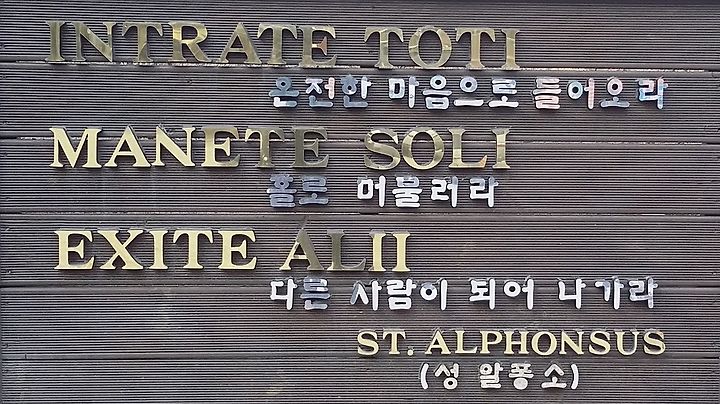 INTRATE TOTI
온전한 마음으로 들어오라
MANETE SOLI
홀로 머물러라
EXITE ALII
다른 사람이 되어 나가라
ST. ALPHONSUS
(성 알퐁소)